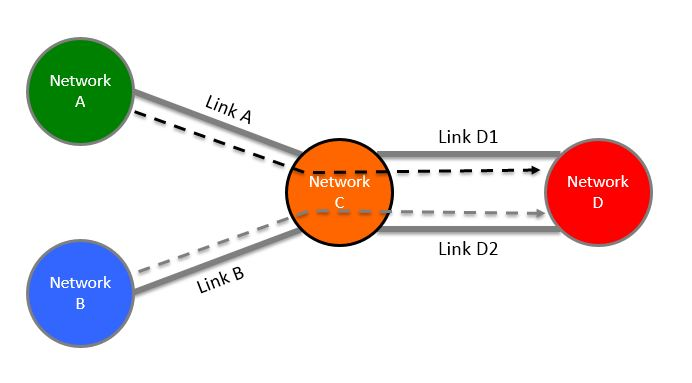 Network
A
Link A
Link D1
Network
C
Network
D
Link D2
Link B
Network
B